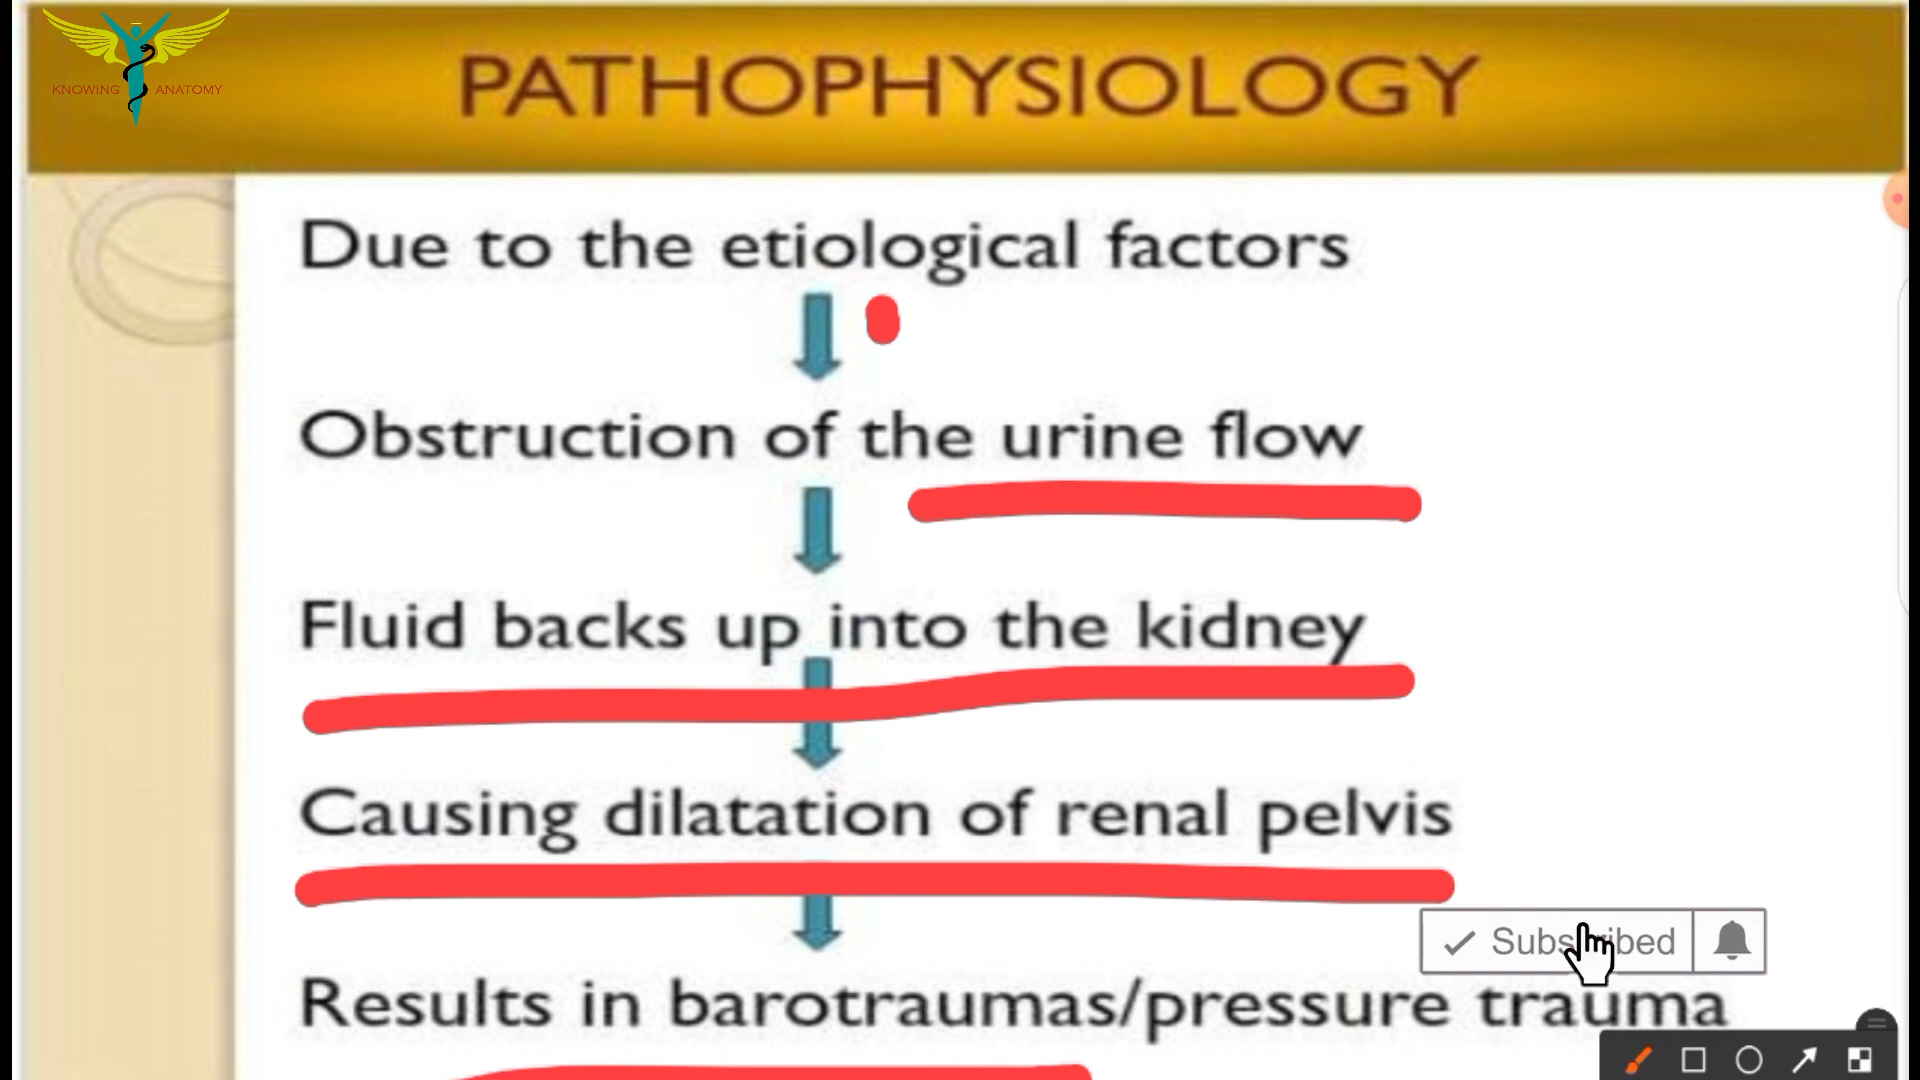 KNOWING ANATOMY
PATHOPHYSIOLOGY
Due to the etiological factors
Obstruction of the urine flow
Fluid backs up into the kidney
Causing dilatation of renal pelvis
Subscribed
Results in barotraumas/pressure trauma